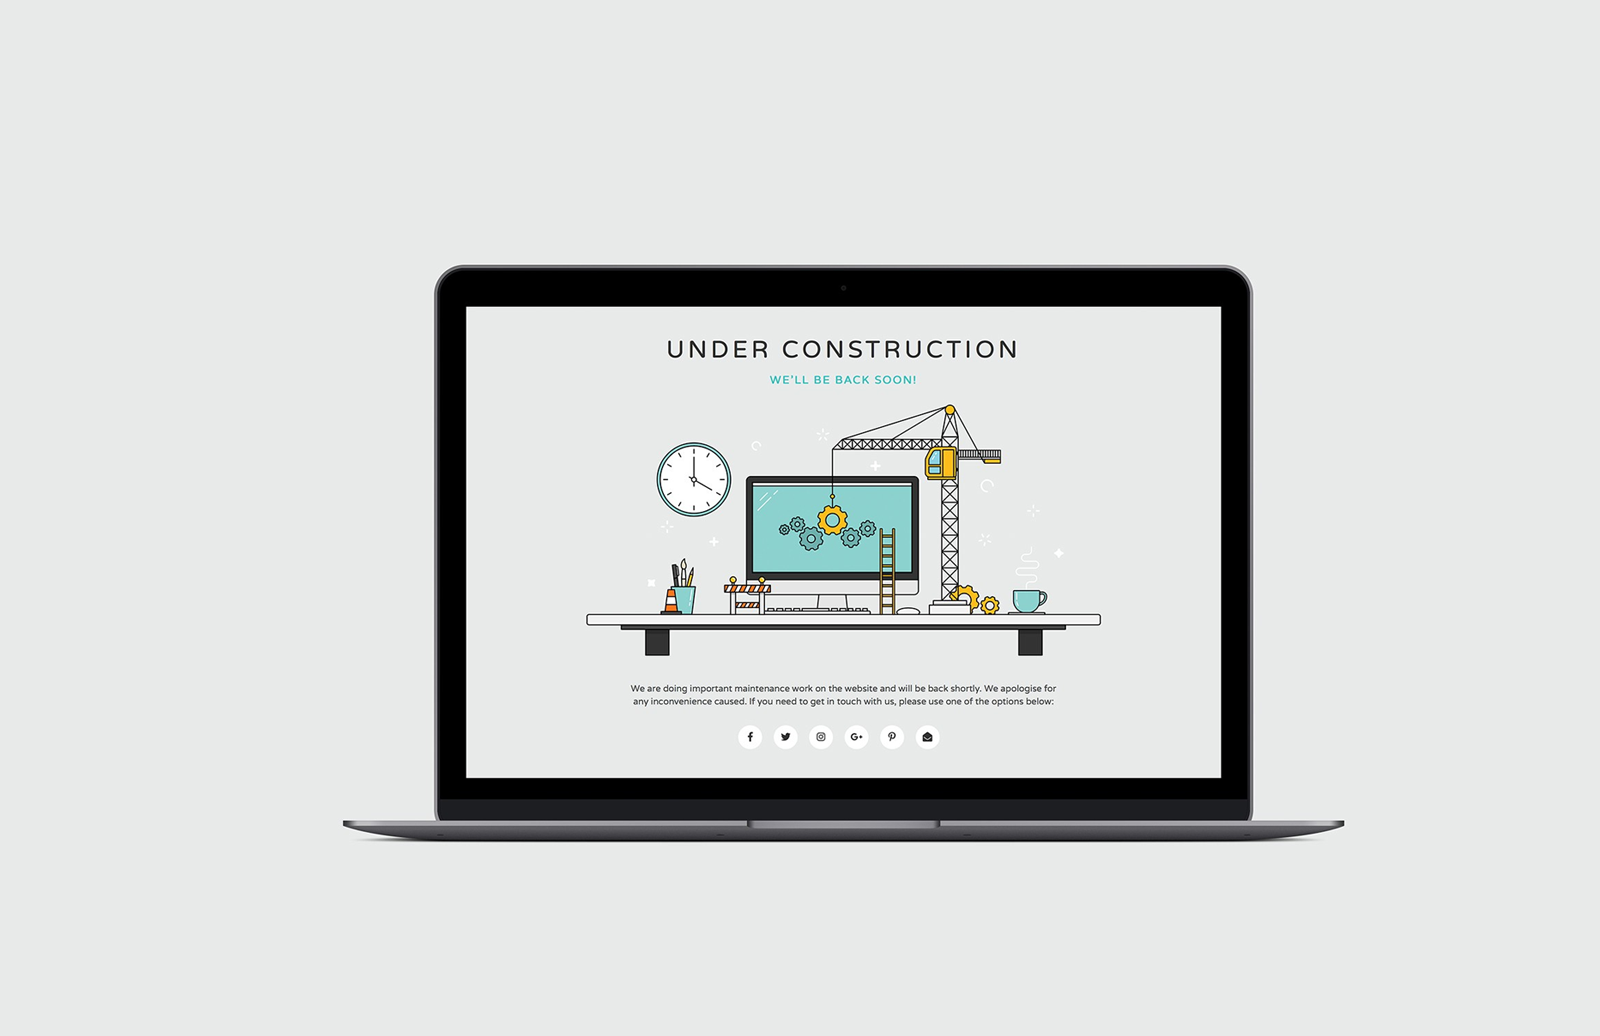 UNDER CONSTRUCTION
WE'LL BE BACK SOON!
We are doing important maintenance work on the website and will be back shortly. We apologise for
any inconvenience caused. If you need to get in touch with us, please use one of the options below: